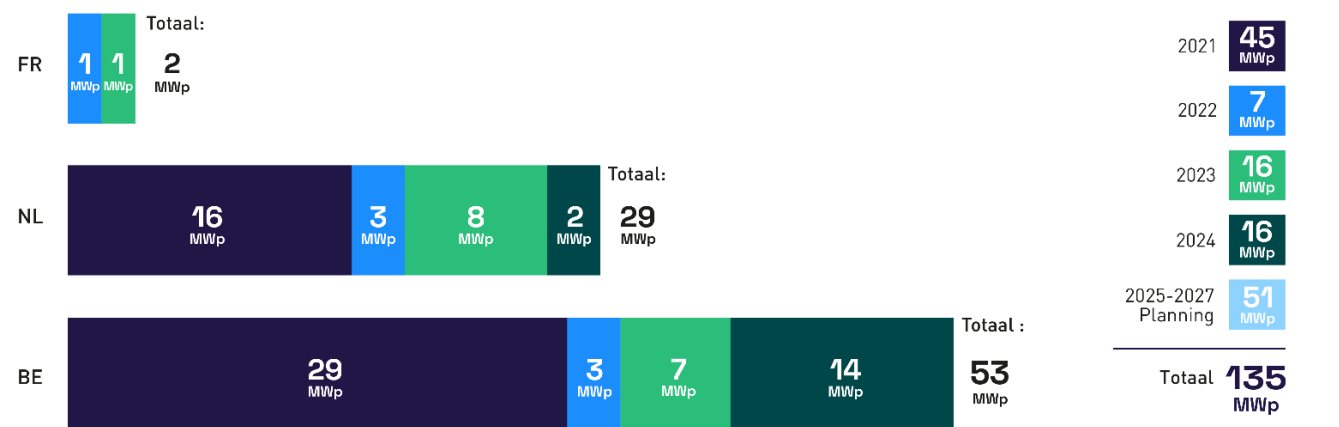 Totaal:
FR
1
MWp
1
MWp
2
MWp
Totaal:
NL
16
MWp
3
MWp
8
MWp
2
MWp
29
MWp
Totaal :
BE
29
MWp
3
MWp
7
MWp
14
MWp
53
MWp
2021
45
MWp
2022
7
MWp
2023
16
MWp
2024
16
MWp
2025-2027
Planning
51
MWp
Totaal
135
MWp